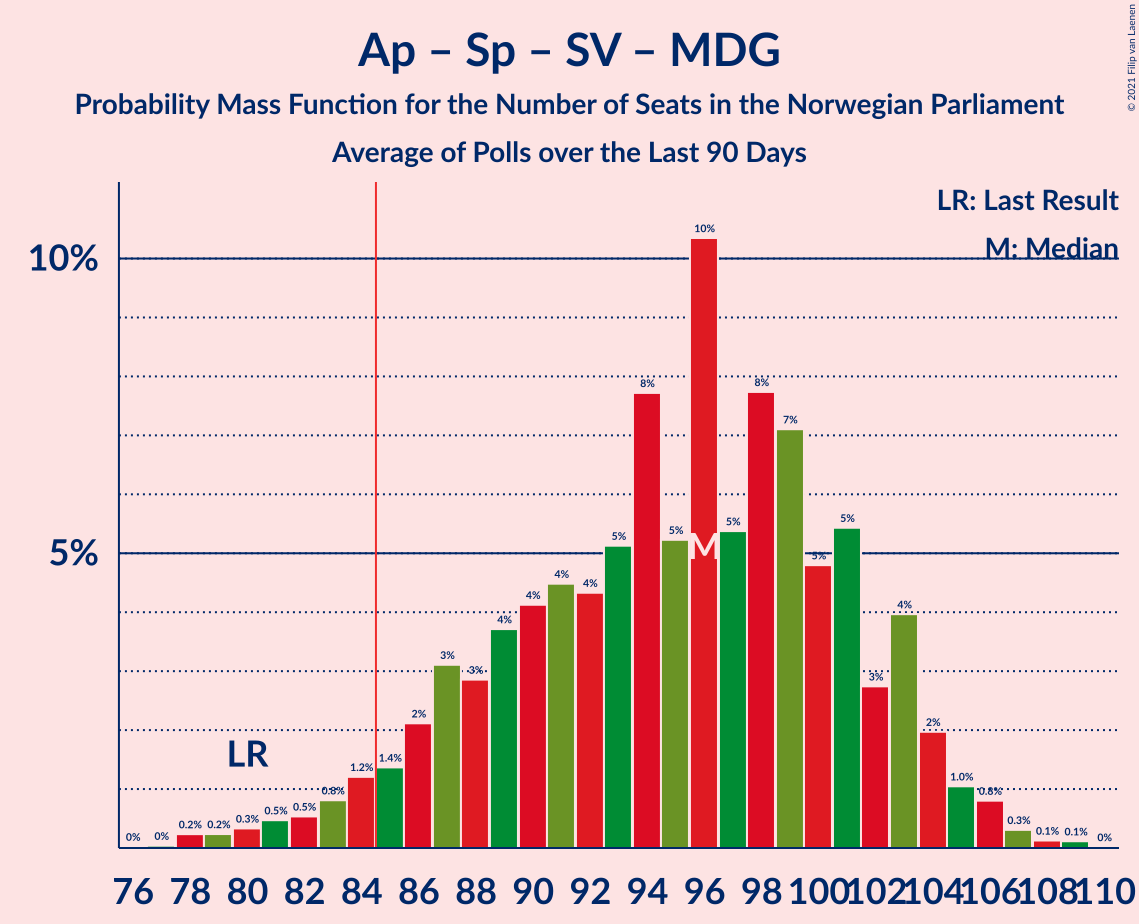 Ap – Sp – SV – MDG
Probability Mass Function for the Number of Seats in the Norwegian Parliament
Average of Polls over the Last 90 Days
© 2021 Filip van Laenen
LR: Last Result
M: Median
10%
5%
LR
M
0% 0% 0.2% 0.2% 0.3% 0.5% 0.5% 0.8% 1.2% 1.4% 2% 3% 3% 4% 4% 4% 4% 5% 8% 5% 10% 5% 8% 7% 5% 5% 3% 4% 2% 1.0% 0.8% 0.3% 0.1% 0.1% 0%
76 78 80 82 84 86 88 90 92 94 96 98 100 102 104 106 108 110